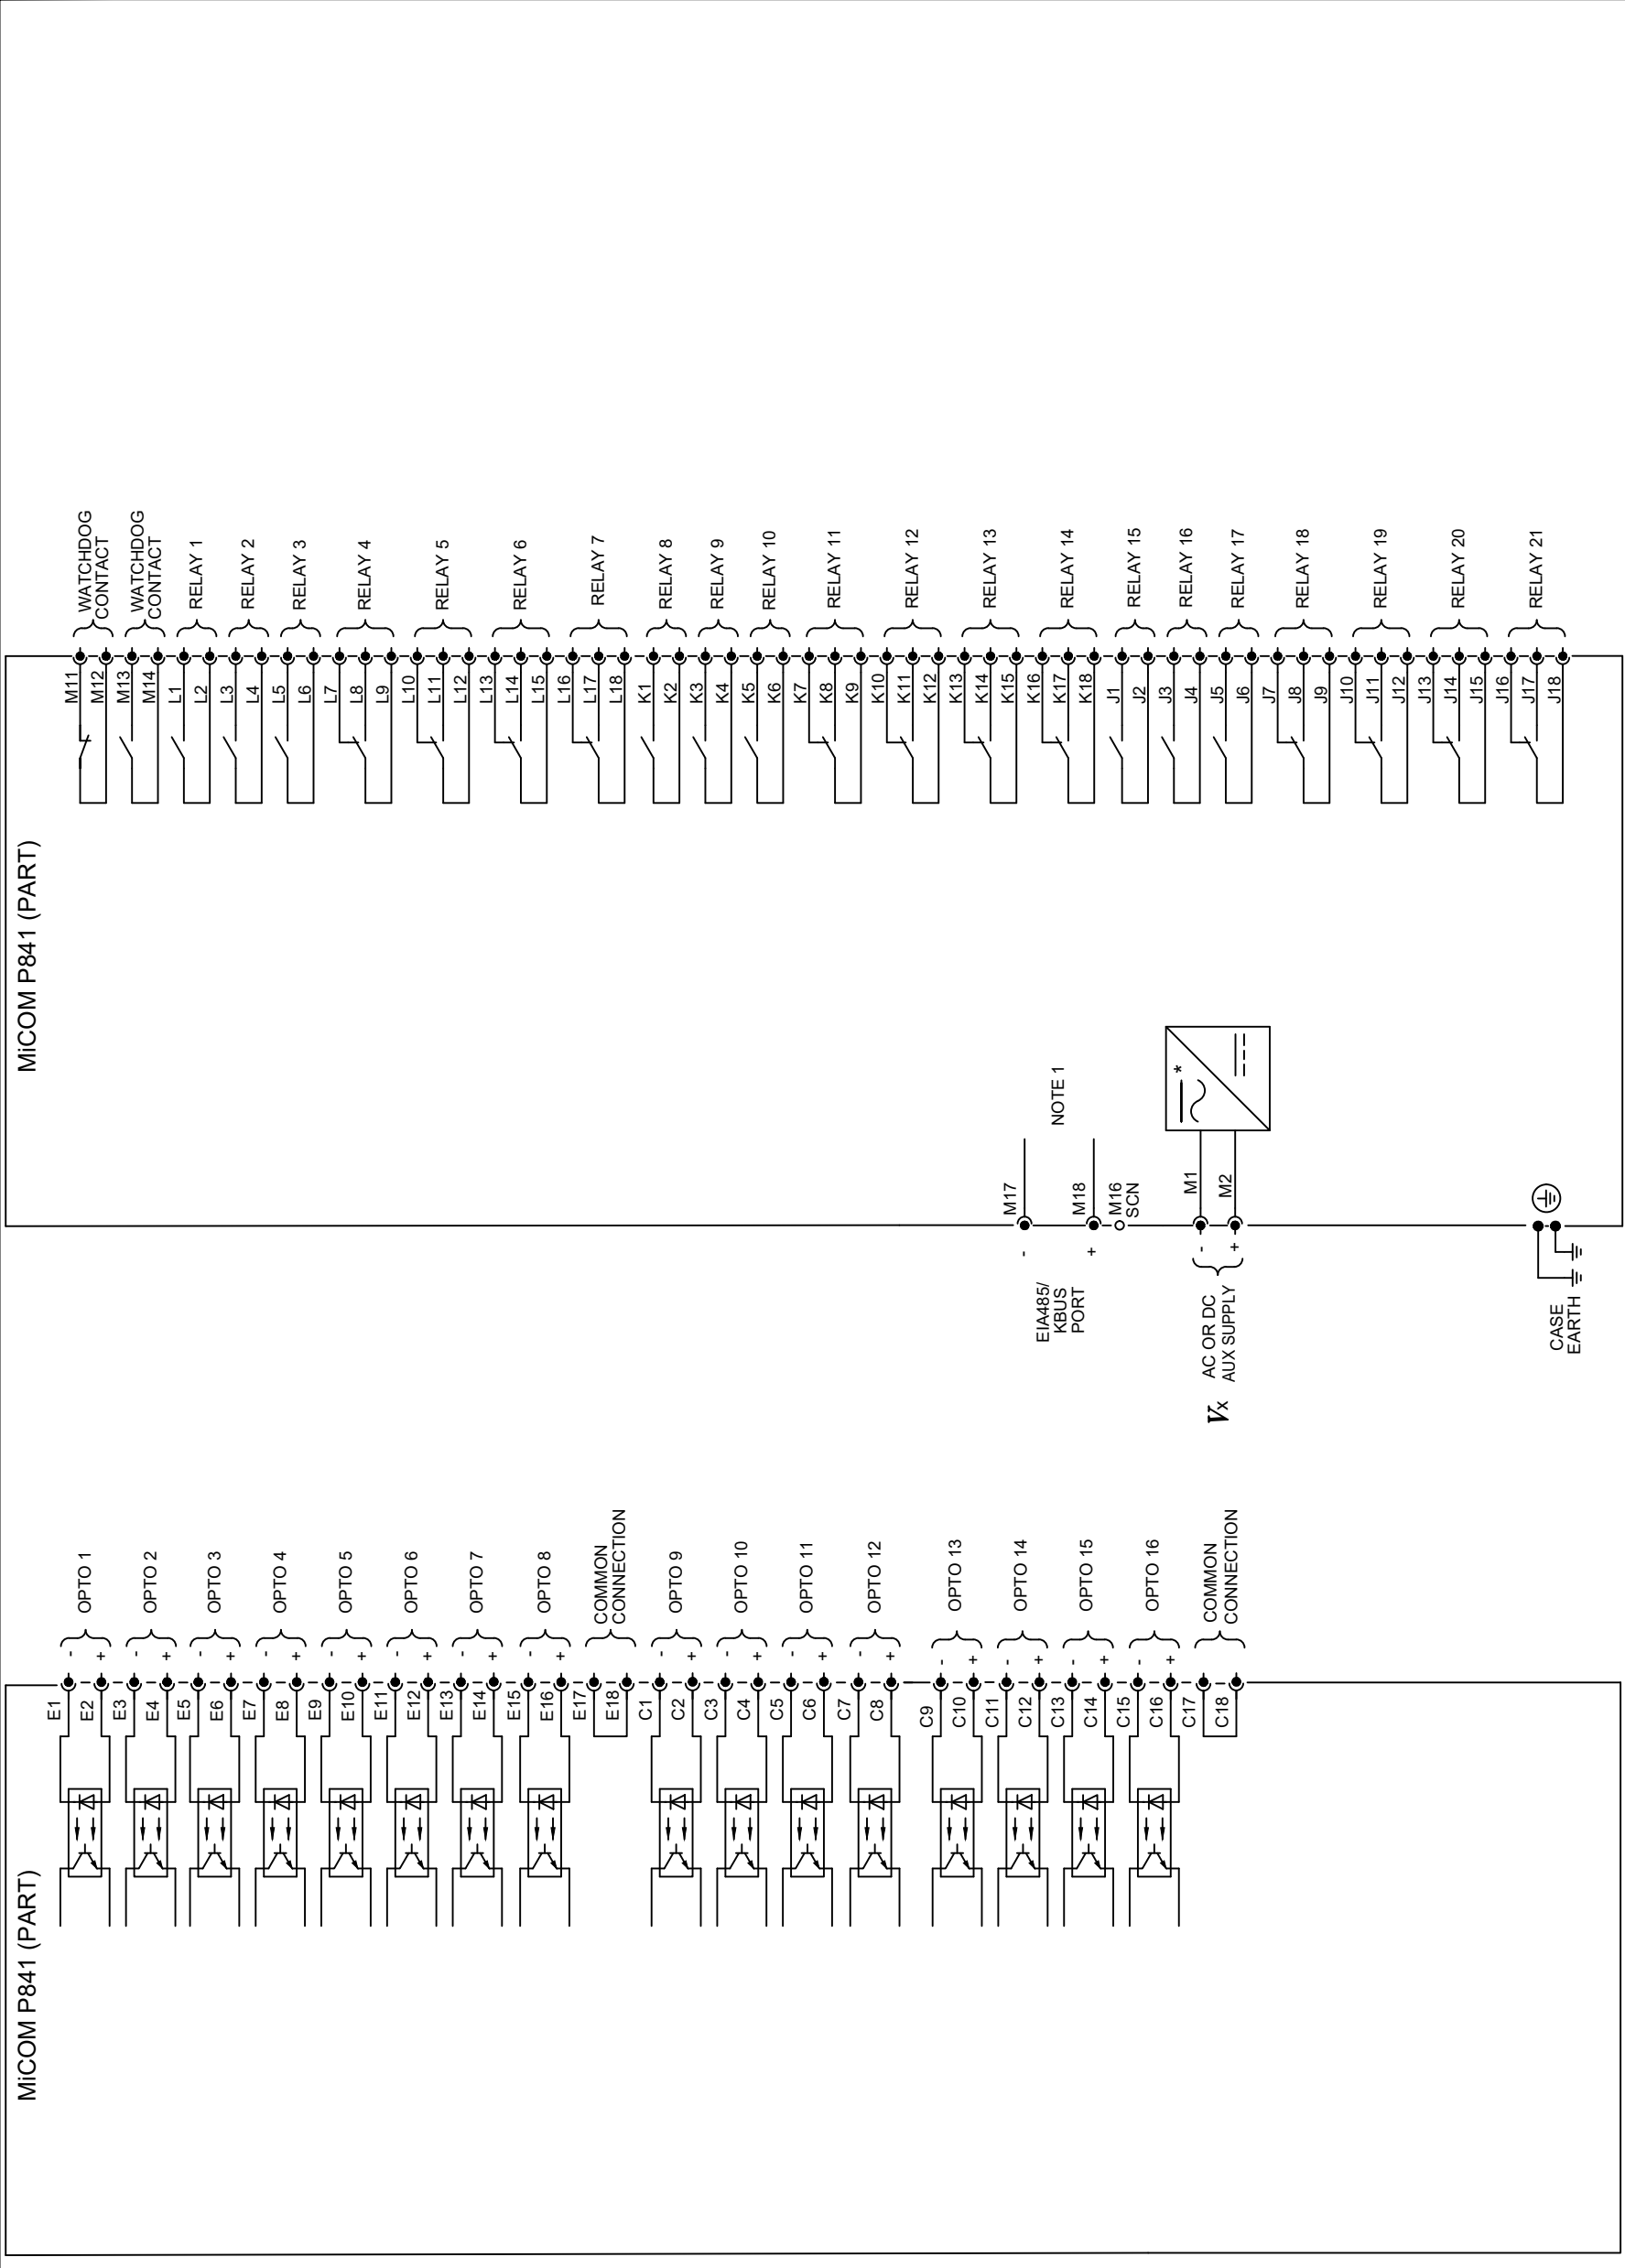 MiCOM P841 (PART)
E1
E2
E3
E4
E5
E6
E7
E8
E9
E10
E11
E12
E13
E14
E15
E16
E17
E18
C1
C2
C3
C4
C5
C6
C7
C8
C9
C10
C11
C12
C13
C14
C15
C16
C17
C18
-
+
-
+
-
+
-
+
-
+
-
+
-
+
-
+
-
+
-
+
-
+
-
+
-
+
-
+
-
+
-
+
OPTO 1
OPTO 2
OPTO 3
OPTO 4
OPTO 5
OPTO 6
OPTO 7
OPTO 8
COMMON
CONNECTION
OPTO 9
OPTO 10
OPTO 11
OPTO 12
OPTO 13
OPTO 14
OPTO 15
OPTO 16
COMMON
CONNECTION
MiCOM P841 (PART)
EIA485/
KBUS
PORT
-
+
M17
M18
M16
SCN
NOTE 1
Vx
AC OR DC
AUX SUPPLY
-
+
M1
M2
*
CASE
EARTH
M11
M12
M13
M14
L1
L2
L3
L4
L5
L6
L7
L8
L9
L10
L11
L12
L13
L14
L15
L16
L17
L18
K1
K2
K3
K4
K5
K6
K7
K8
K9
K10
K11
K12
K13
K14
K15
K16
K17
K18
J1
J2
J3
J4
J5
J6
J7
J8
J9
J10
J11
J12
J13
J14
J15
J16
J17
J18
WATCHDOG
CONTACT
WATCHDOG
CONTACT
RELAY 1
RELAY 2
RELAY 3
RELAY 4
RELAY 5
RELAY 6
RELAY 7
RELAY 8
RELAY 9
RELAY 10
RELAY 11
RELAY 12
RELAY 13
RELAY 14
RELAY 15
RELAY 16
RELAY 17
RELAY 18
RELAY 19
RELAY 20
RELAY 21